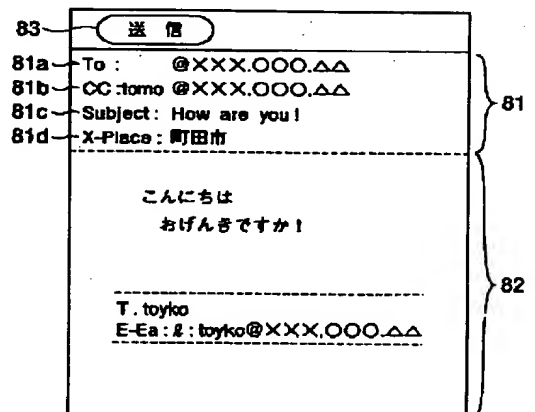 83 送 信
81a To : @XXX.OOO.△△
81b CC :tomo @XXX.OOO.△△
81c Subject : How are you!
81d X-Place : 町田市
81
こんにちは
おげんきですか!
82
T . toyko
E-Ea : ℓ : toyko@XXX,OOO.△△